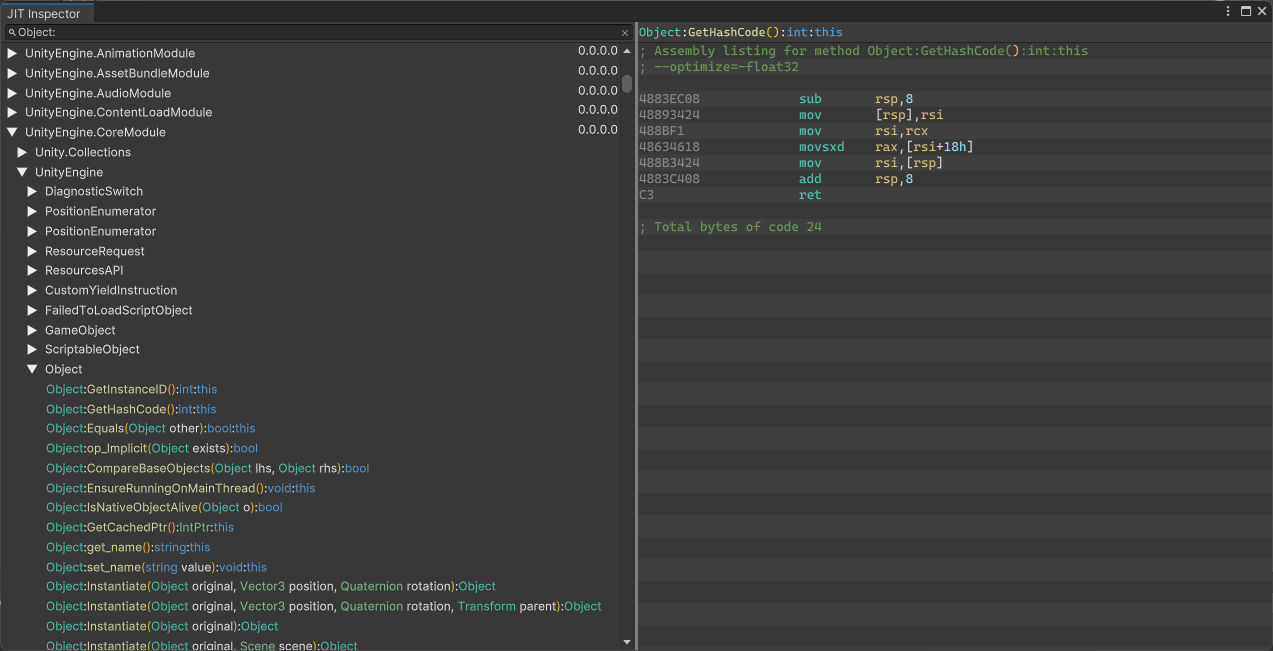 JIT Inspector
Object:
UnityEngine.AnimationModule 0.0.0.0
UnityEngine.AssetBundleModule 0.0.0.0
UnityEngine.AudioModule 0.0.0.0
UnityEngine.ContentLoadModule 0.0.0.0
UnityEngine.CoreModule 0.0.0.0
Unity.Collections
UnityEngine
DiagnosticSwitch
PositionEnumerator
PositionEnumerator
ResourceRequest
ResourcesAPI
CustomYieldInstruction
FailedToLoadScriptObject
GameObject
ScriptableObject
Object
Object:GetInstanceID():int:this
Object:GetHashCode():int:this
Object:Equals(Object other):bool:this
Object:op_Implicit(Object exists):bool
Object:CompareBaseObjects(Object lhs, Object rhs):bool
Object:EnsureRunningOnMainThread():void:this
Object:IsNativeObjectAlive(Object o):bool
Object:GetCachedPtr():IntPtr:this
Object:get_name():string:this
Object:set_name(string value):void:this
Object:Instantiate(Object original, Vector3 position, Quaternion rotation):Object
Object:Instantiate(Object original, Vector3 position, Quaternion rotation, Transform parent):Object
Object:Instantiate(Object original):Object
Object:Instantiate(Object original, Scene scene):Object
Object:GetHashCode():int:this
; Assembly listing for method Object:GetHashCode():int:this
; --optimize=-float32
4883EC08 sub rsp,8
48893424 mov [rsp],rsi
488BF1 mov rsi,rcx
48634618 movsxd rax,[rsi+18h]
488B3424 mov rsi,[rsp]
4883C408 add rsp,8
C3 ret
; Total bytes of code 24